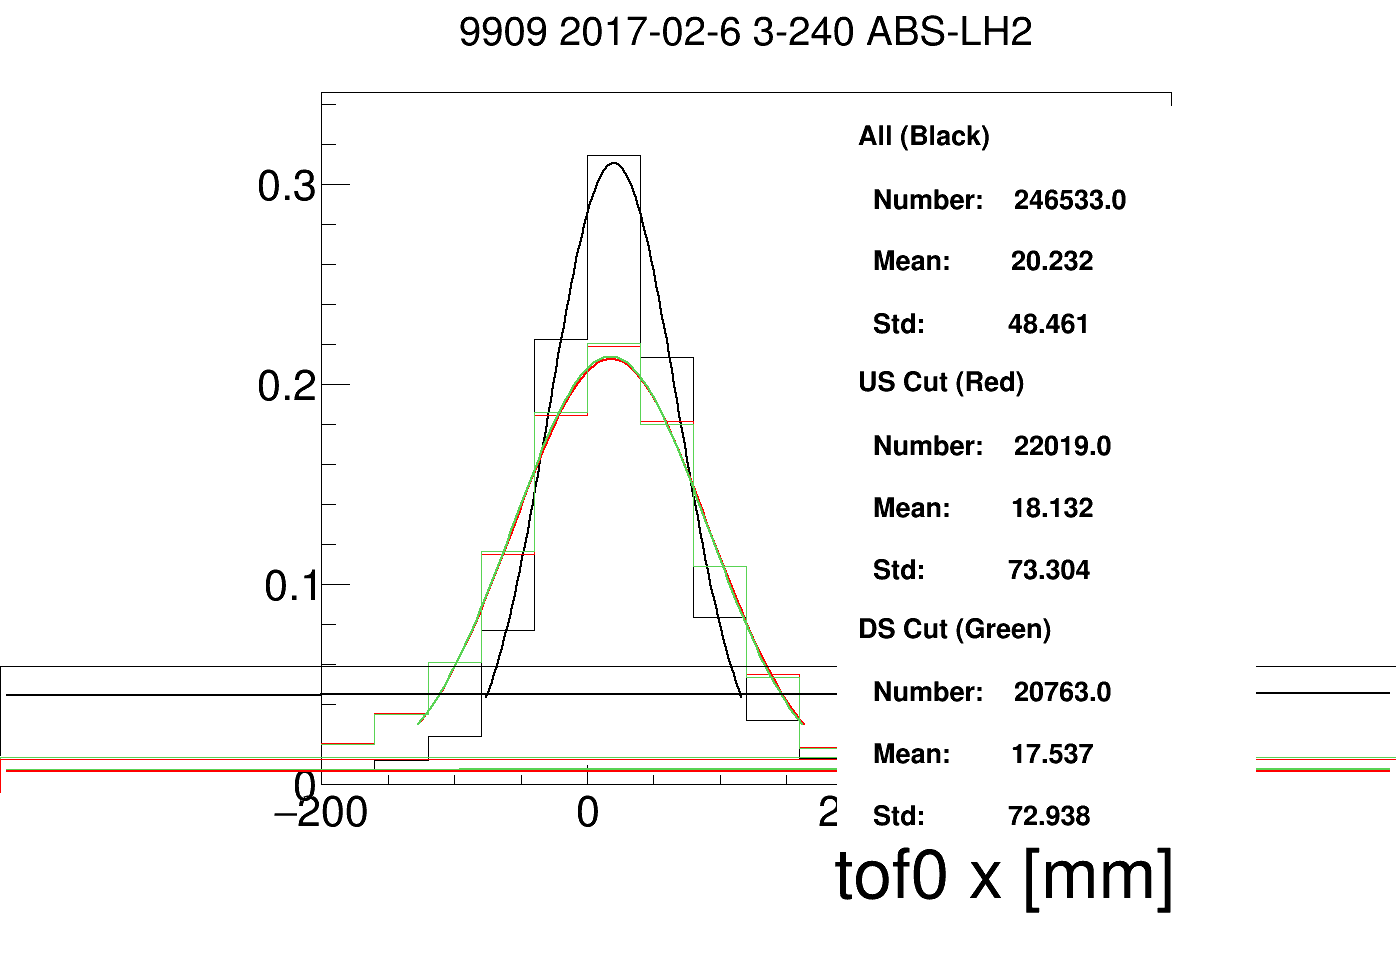 9909 2017-02-6 3-240 ABS-LH2
All (Black)
0.3
Number: 246533.0
Mean: 20.232
Std: 48.461
0.2
US Cut (Red)
Number: 22019.0
Mean: 18.132
Std: 73.304
0.1
DS Cut (Green)
Number: 20763.0
Mean: 17.537
0
Std: 72.938
−200 0 2
tof0 x [mm]